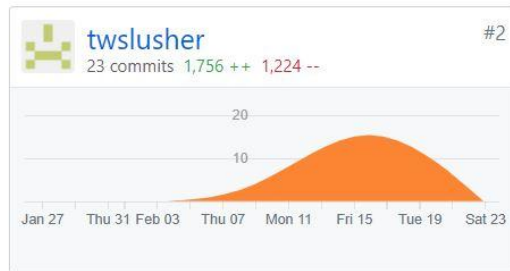 twslusher #2
23 commits 1,756 ++ 1,224 --
20
10
Jan 27 Thu 31 Feb 03 Thu 07 Mon 11 Fri 15 Tue 19 Sat 23